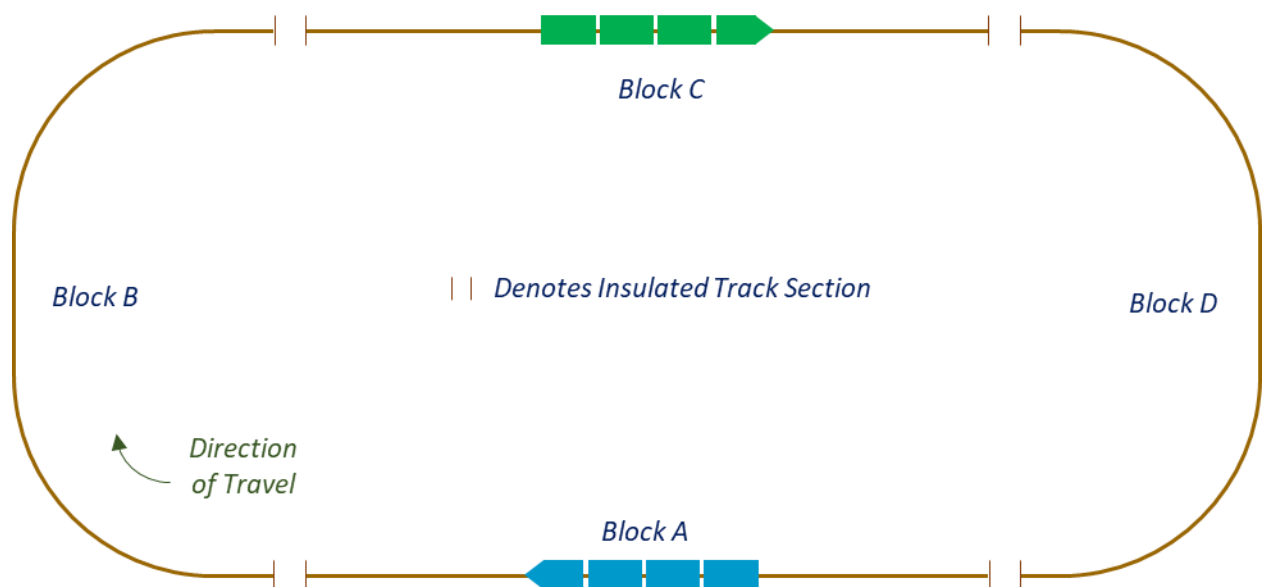 Block C
Block B
Denotes Insulated Track Section
Block D
Direction
of Travel
Block A